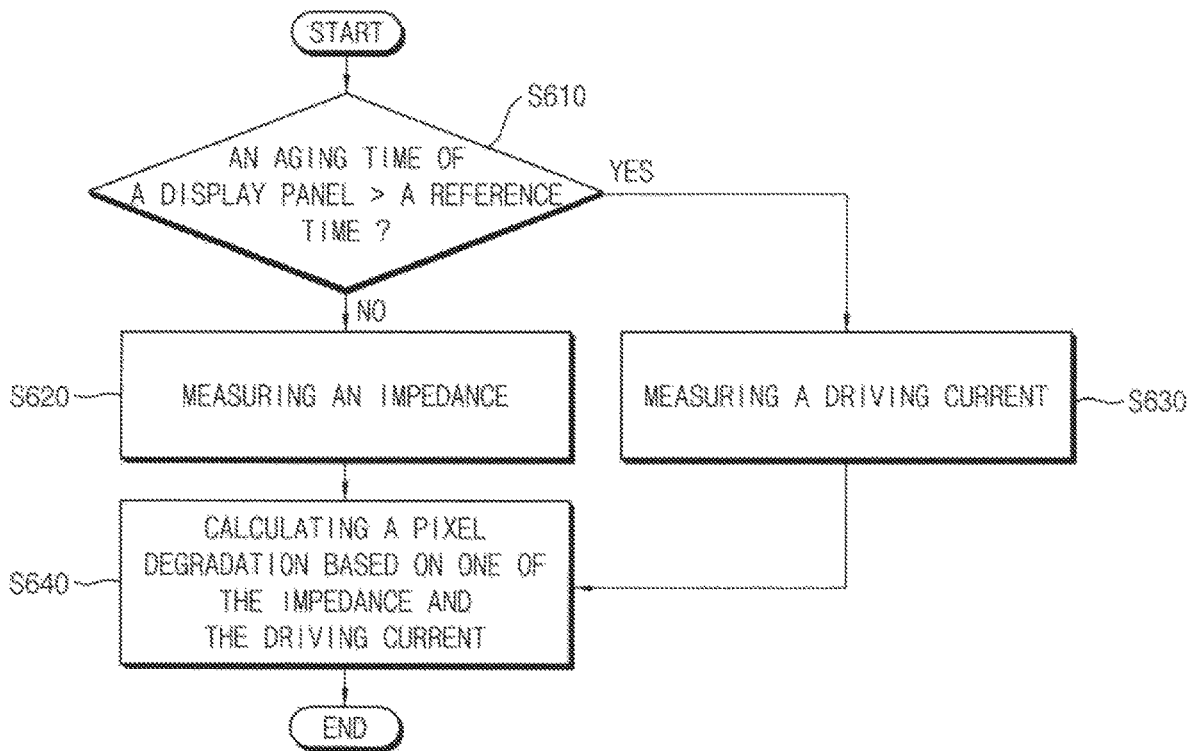 START
S610
AN AGING TIME OF
A DISPLAY PANEL > A REFERENCE
TIME ?
YES
NO
S620
MEASURING AN IMPEDANCE
MEASURING A DRIVING CURRENT
S630
S640
CALCULATING A PIXEL
DEGRADATION BASED ON ONE OF
THE IMPEDANCE AND
THE DRIVING CURRENT
END